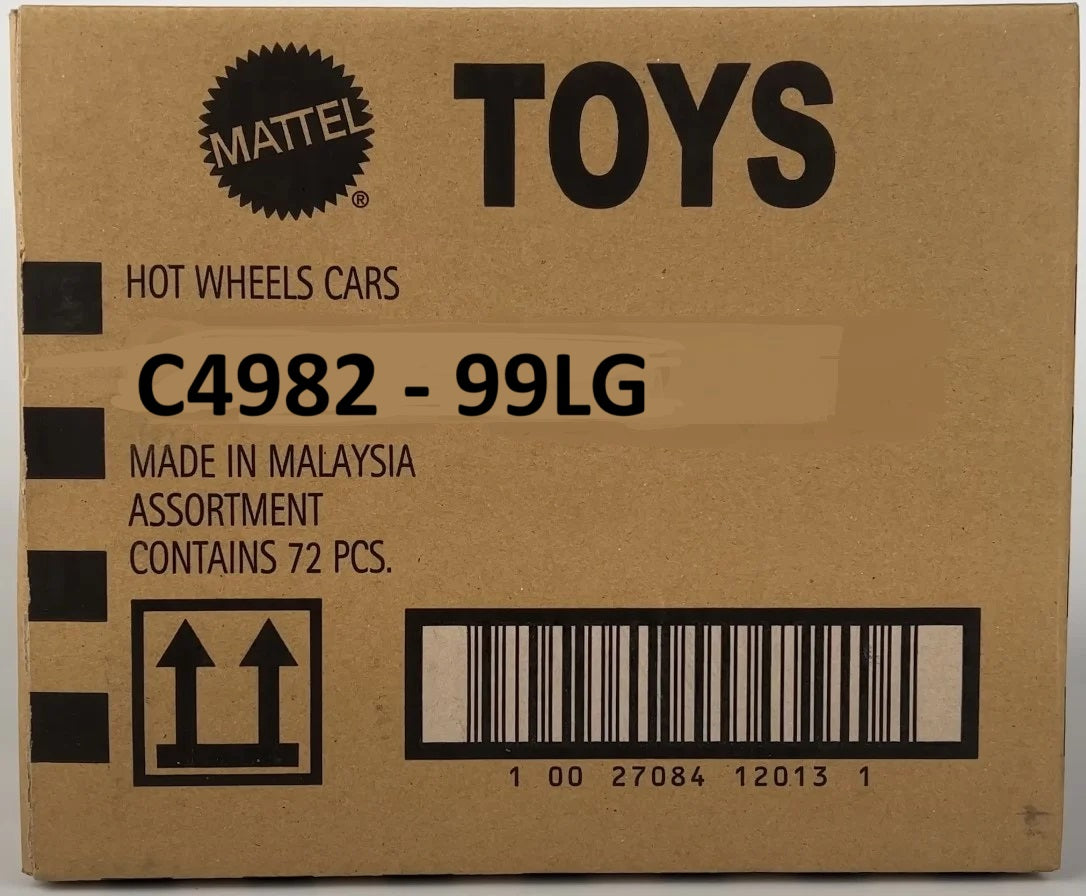 MATTEL
®
TOYS
HOT WHEELS CARS
C4982 - 99LG
MADE IN MALAYSIA
ASSORTMENT
CONTAINS 72 PCS.
1 00 27084 12013 1